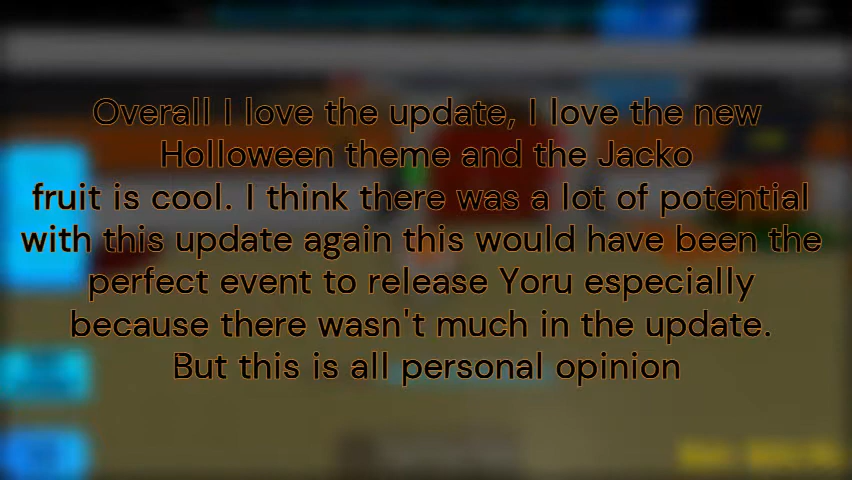 Overall I love the update, I love the new
Holloween theme and the Jacko
fruit is cool. I think there was a lot of potential
with this update again this would have been the
perfect event to release Yoru especially
because there wasn't much in the update.
But this is all personal opinion